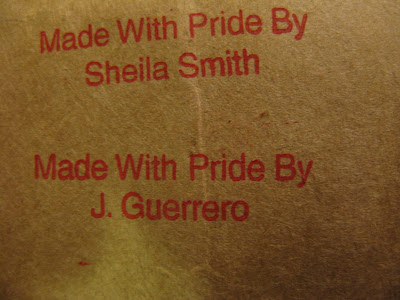 Made With Pride By
Sheila Smith
Made With Pride By
J. Guerrero